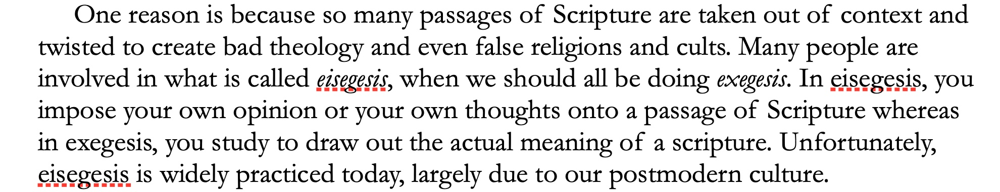 One reason is because so many passages of Scripture are taken out of context and
twisted to create bad theology and even false religions and cults. Many people are
involved in what is called eisegesis, when we should all be doing exegesis. In eisegesis, you
impose your own opinion or your own thoughts onto a passage of Scripture whereas
in exegesis, you study to draw out the actual meaning of a scripture. Unfortunately,
eisegesis is widely practiced today, largely due to our postmodern culture.